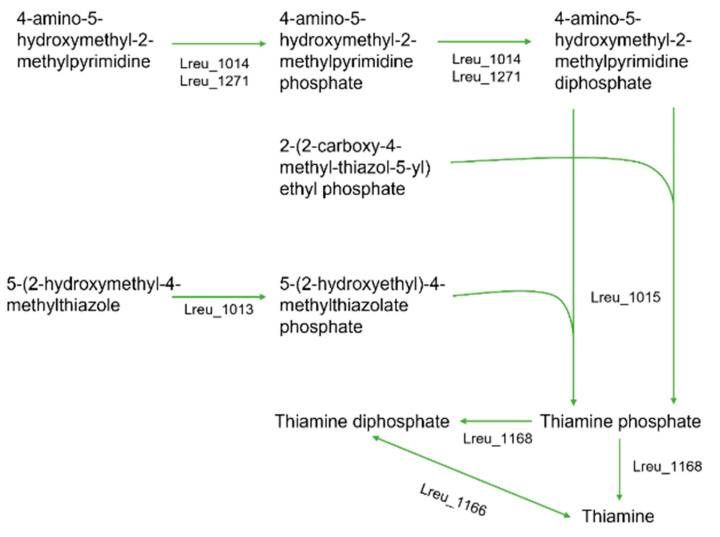 4-amino-5-
hydroxymethyl-2-
methylpyrimidine
Lreu_1014
Lreu_1271
4-amino-5-
hydroxymethyl-2-
methylpyrimidine
phosphate
Lreu_1014
Lreu_1271
4-amino-5-
hydroxymethyl-2-
methylpyrimidine
diphosphate
2-(2-carboxy-4-
methyl-thiazol-5-yl)
ethyl phosphate
5-(2-hydroxymethyl-4-
methylthiazole
Lreu_1013
5-(2-hydroxyethyl)-4-
methylthiazolate
phosphate
Lreu_1015
Thiamine diphosphate
Lreu_1168
Thiamine phosphate
Lreu_1168
Lreu_1166
Thiamine